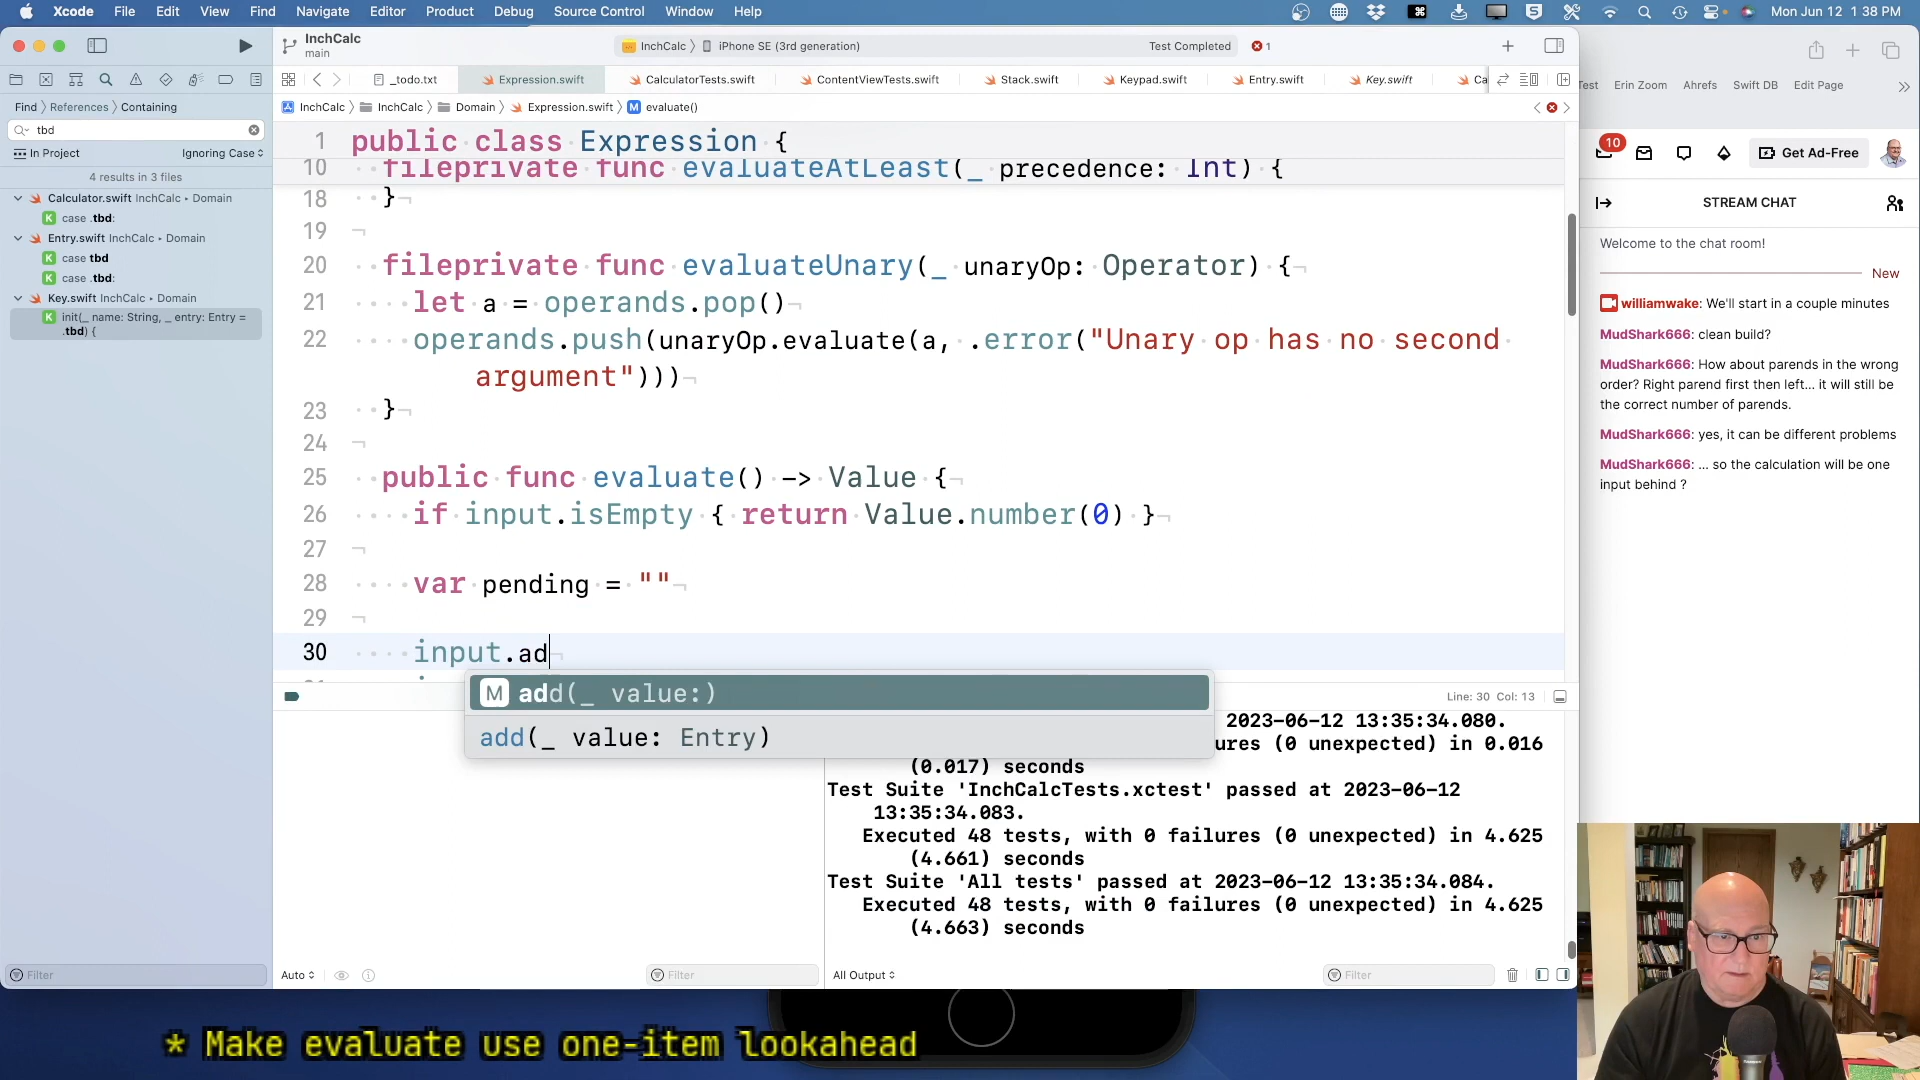 Xcode File Edit View Find Navigate Editor Product Debug Source Control Window Help
Mon Jun 12 1:38 PM
InchCalc
main
InchCalc 〉 iPhone SE (3rd generation)
Test Completed
1
_todo.txt
Expression.swift
CalculatorTests.swift
ContentViewTests.swift
Stack.swift
Keypad.swift
Entry.swift
Key.swift
Ca
InchCalc 〉 InchCalc 〉 Domain 〉 Expression.swift 〉 M evaluate()
Find 〉 References 〉 Containing
tbd
In Project
Ignoring Case
4 results in 3 files
Calculator.swift InchCalc ▸ Domain
K case .tbd:
Entry.swift InchCalc ▸ Domain
K case tbd
K case .tbd:
Key.swift InchCalc ▸ Domain
K init(_ name: String, _ entry: Entry =
.tbd) {
Filter
1 public class Expression {
10 fileprivate func evaluateAtLeast(_ precedence: Int) {
18 }
19
20 fileprivate func evaluateUnary(_ unaryOp: Operator) {
21 let a = operands.pop()
22 operands.push(unaryOp.evaluate(a, .error("Unary op has no second
argument")))
23 }
24
25 public func evaluate() -> Value {
26 if input.isEmpty { return Value.number(0) }
27
28 var pending = ""
29
30 input.ad
M add(_ value:)
add(_ value: Entry)
Line: 30 Col: 13
2023-06-12 13:35:34.080.
ures (0 unexpected) in 0.016
(0.017) seconds
Test Suite 'InchCalcTests.xctest' passed at 2023-06-12
13:35:34.083.
Executed 48 tests, with 0 failures (0 unexpected) in 4.625
(4.661) seconds
Test Suite 'All tests' passed at 2023-06-12 13:35:34.084.
Executed 48 tests, with 0 failures (0 unexpected) in 4.625
(4.663) seconds
Auto
Filter
All Output
Filter
Test Erin Zoom Ahrefs Swift DB Edit Page
10
Get Ad-Free
STREAM CHAT
Welcome to the chat room!
New
williamwake: We'll start in a couple minutes
MudShark666: clean build?
MudShark666: How about parends in the wrong
order? Right parend first then left... it will still be
the correct number of parends.
MudShark666: yes, it can be different problems
MudShark666: ... so the calculation will be one
input behind ?
* Make evaluate use one-item lookahead